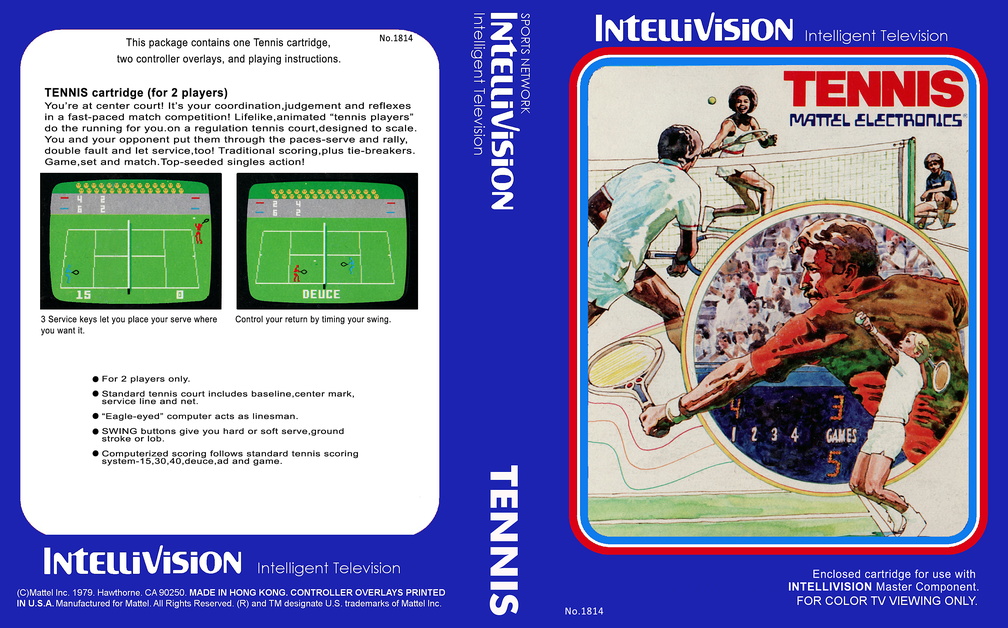 This package contains one Tennis cartridge,
No.1814
two controller overlays, and playing instructions.
TENNIS cartridge (for 2 players)
You're at center court! It's your coordination,judgement and reflexes
in a fast-paced match competition! Lifelike,animated "tennis players"
do the running for you.on a regulation tennis court,designed to scale.
You and your opponent put them through the paces-serve and rally,
double fault and let service,too! Traditional scoring,plus tie-breakers.
Game,set and match.Top-seeded singles action!
4 2
6 2
15 0
4 2
6 2
DEUCE
3 Service keys let you place your serve where
you want it.
Control your return by timing your swing.
● For 2 players only.
● Standard tennis court includes baseline,center mark,
service line and net.
● "Eagle-eyed" computer acts as linesman.
● SWING buttons give you hard or soft serve,ground
stroke or lob.
● Computerized scoring follows standard tennis scoring
system-15,30,40,deuce,ad and game.
INTELLIVISION Intelligent Television
(C)Mattel Inc. 1979. Hawthorne. CA 90250. MADE IN HONG KONG. CONTROLLER OVERLAYS PRINTED
IN U.S.A. Manufactured for Mattel. All Rights Reserved. (R) and TM designate U.S. trademarks of Mattel Inc.
SPORTS NETWORK
INTELLIVISION
Intelligent Television
TENNIS
INTELLIVISION Intelligent Television
TENNIS
MATTEL ELECTRONICS®
4 3
1 2 3 4 GAMES
5
Enclosed cartridge for use with
INTELLIVISION Master Component.
FOR COLOR TV VIEWING ONLY.
No.1814